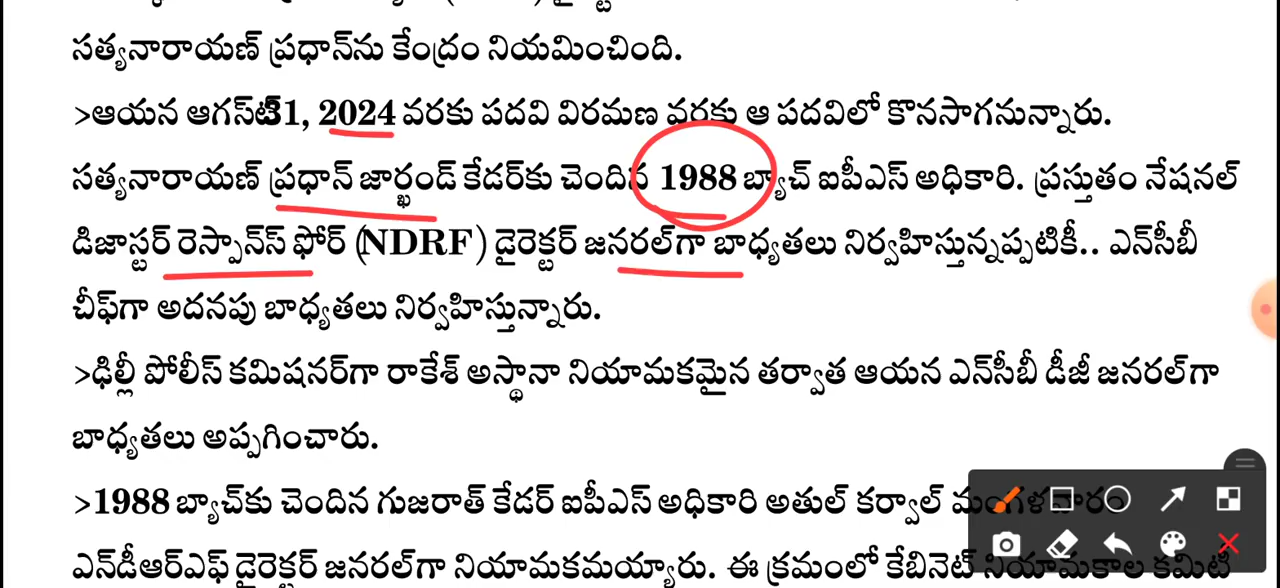 సత్యనారాయణ్ ప్రధాన్‌ను కేంద్రం నియమించింది.
>ఆయన ఆగస్ట్31, 2024 వరకు పదవి విరమణ వరకు ఆ పదవిలో కొనసాగనున్నారు.
సత్యనారాయణ్ ప్రధాన్ జార్ఖండ్ కేడర్‌కు చెందిన 1988 బ్యాచ్ ఐపీఎస్ అధికారి. ప్రస్తుతం నేషనల్
డిజాస్టర్ రెస్పాన్స్ ఫోర్ (NDRF) డైరెక్టర్ జనరల్‌గా బాధ్యతలు నిర్వహిస్తున్నప్పటికీ.. ఎన్‌సీబీ
చీఫ్‌గా అదనపు బాధ్యతలు నిర్వహిస్తున్నారు.
>ఢిల్లీ పోలీస్ కమిషనర్‌గా రాకేశ్ అస్థానా నియామకమైన తర్వాత ఆయన ఎన్‌సీబీ డీజీ జనరల్‌గా
బాధ్యతలు అప్పగించారు.
>1988 బ్యాచ్‌కు చెందిన గుజరాత్ కేడర్ ఐపీఎస్ అధికారి అతుల్ కర్వాల్ మంగళవారం
ఎన్‌డీఆర్‌ఎఫ్ డైరెక్టర్ జనరల్‌గా నియామకమయ్యారు. ఈ క్రమంలో కేబినెట్ నియామకాల కమిటీ